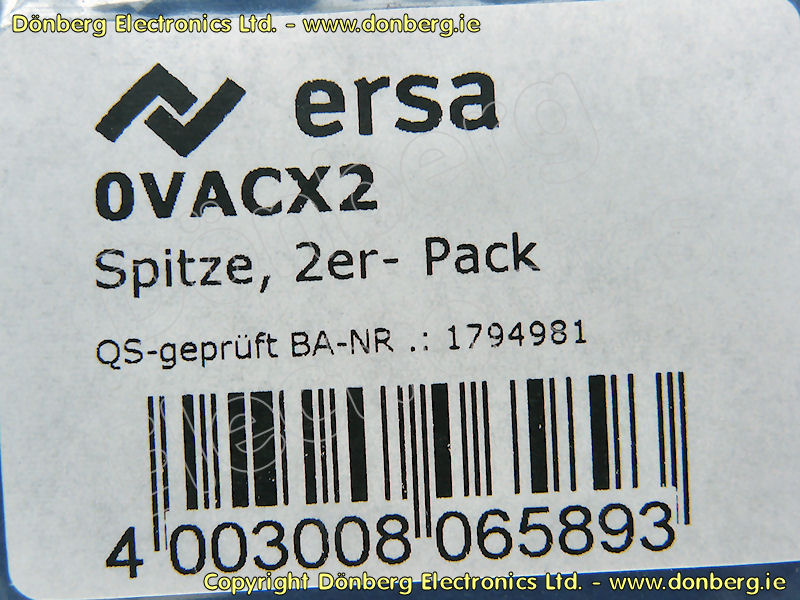 Dönberg Electronics Ltd. - www.donberg.ie
ersa
0VACX2
Spitze, 2er- Pack
QS-geprüft BA-NR .: 1794981
4 003008 065893
Copyright Dönberg Electronics Ltd. - www.donberg.ie